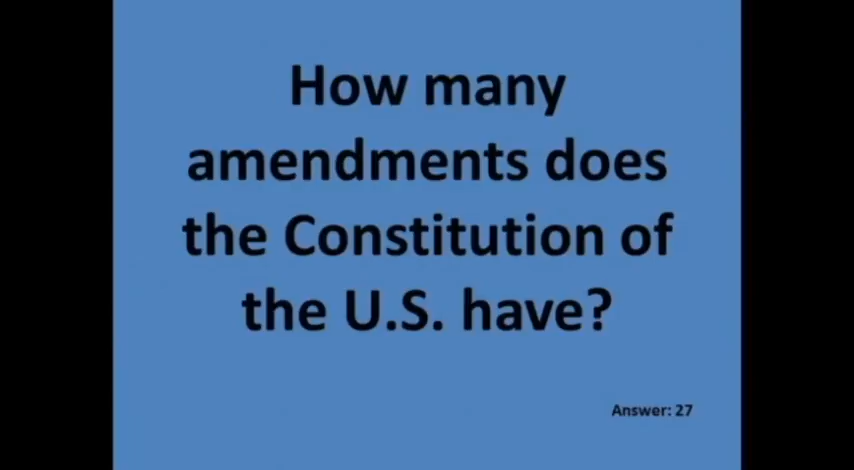 How many
amendments does
the Constitution of
the U.S. have?
Answer: 27